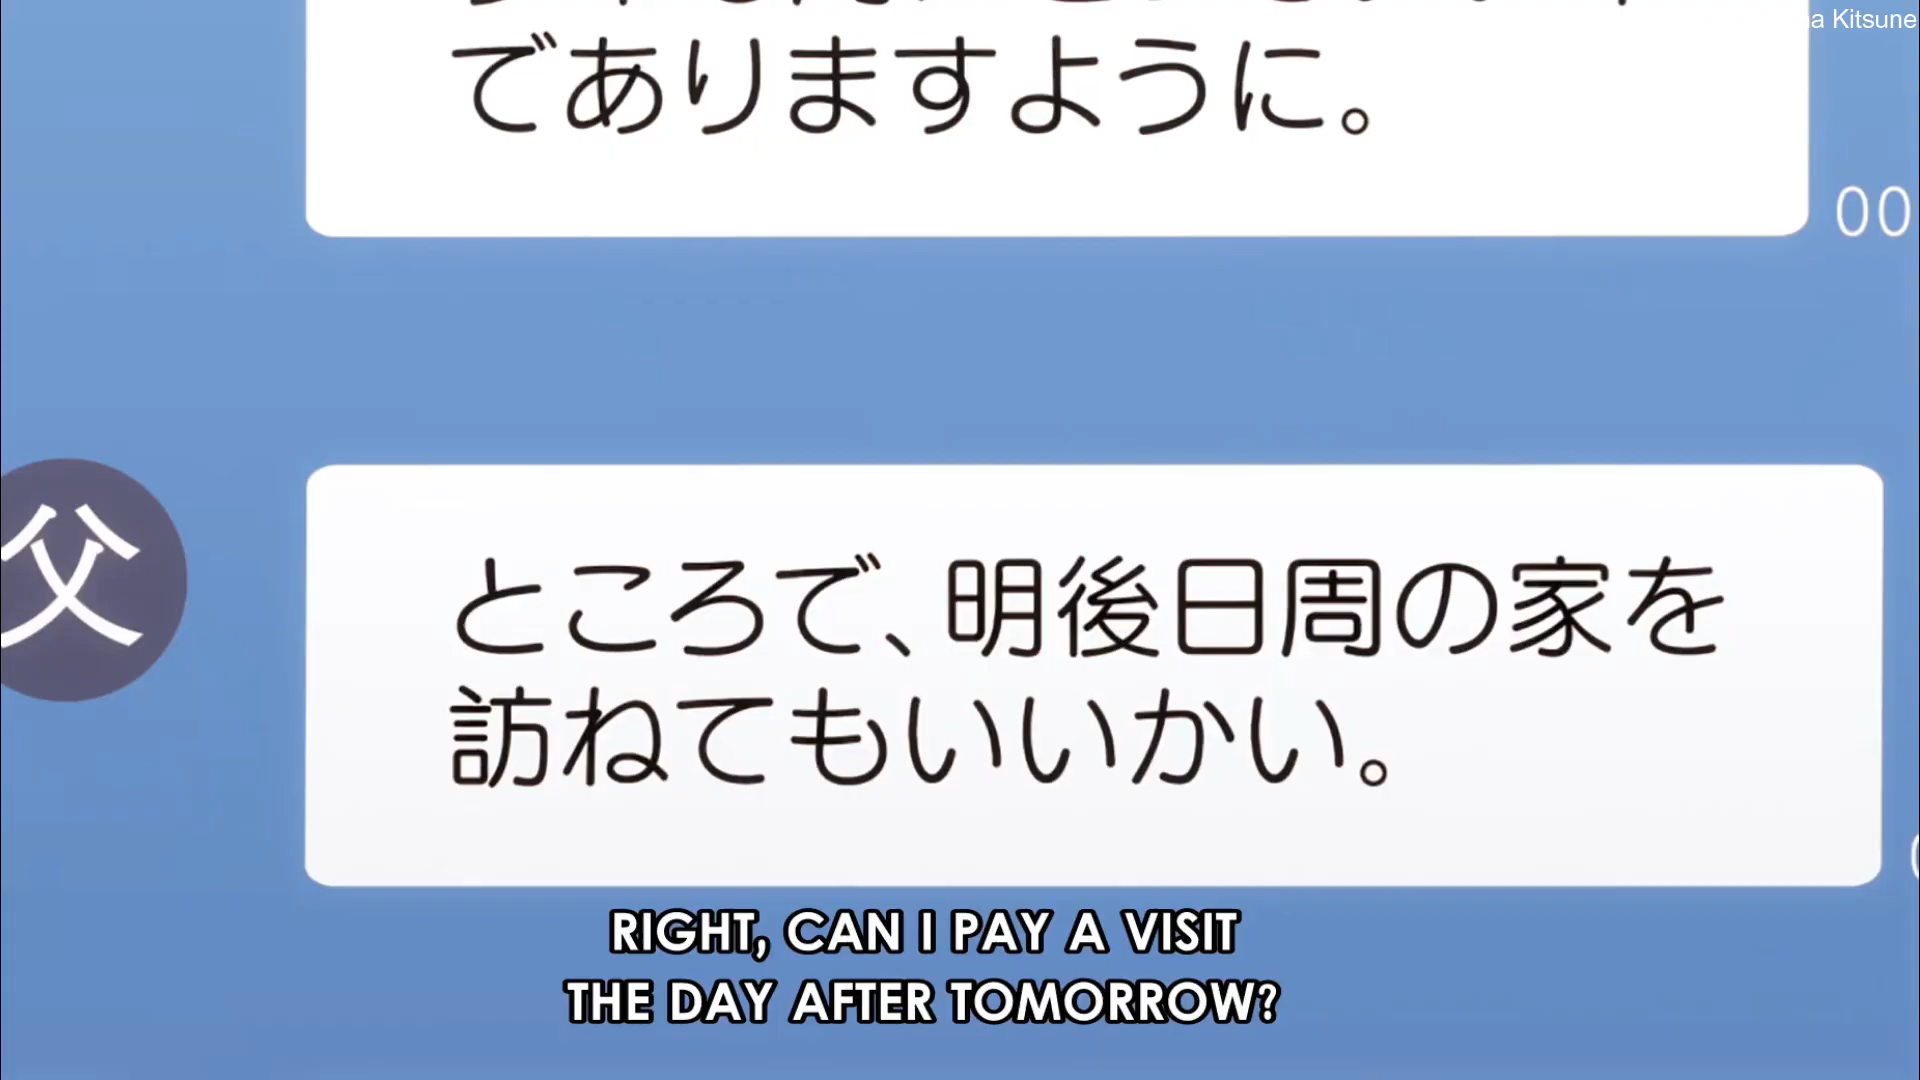 Kitsune
でありますように。
00
父
ところで、明後日周の家を
訪ねてもいいかい。
RIGHT, CAN I PAY A VISIT
THE DAY AFTER TOMORROW?